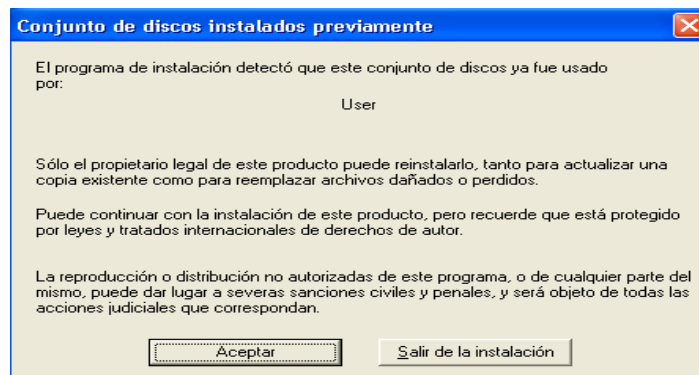 Conjunto de discos instalados previamente
El programa de instalación detectó que este conjunto de discos ya fue usado
por:
User
Sólo el propietario legal de este producto puede reinstalarlo, tanto para actualizar una
copia existente como para reemplazar archivos dañados o perdidos.
Puede continuar con la instalación de este producto, pero recuerde que está protegido
por leyes y tratados internacionales de derechos de autor.
La reproducción o distribución no autorizadas de este programa, o de cualquier parte del
mismo, puede dar lugar a severas sanciones civiles y penales, y será objeto de todas las
acciones judiciales que correspondan.
Aceptar
Salir de la instalación